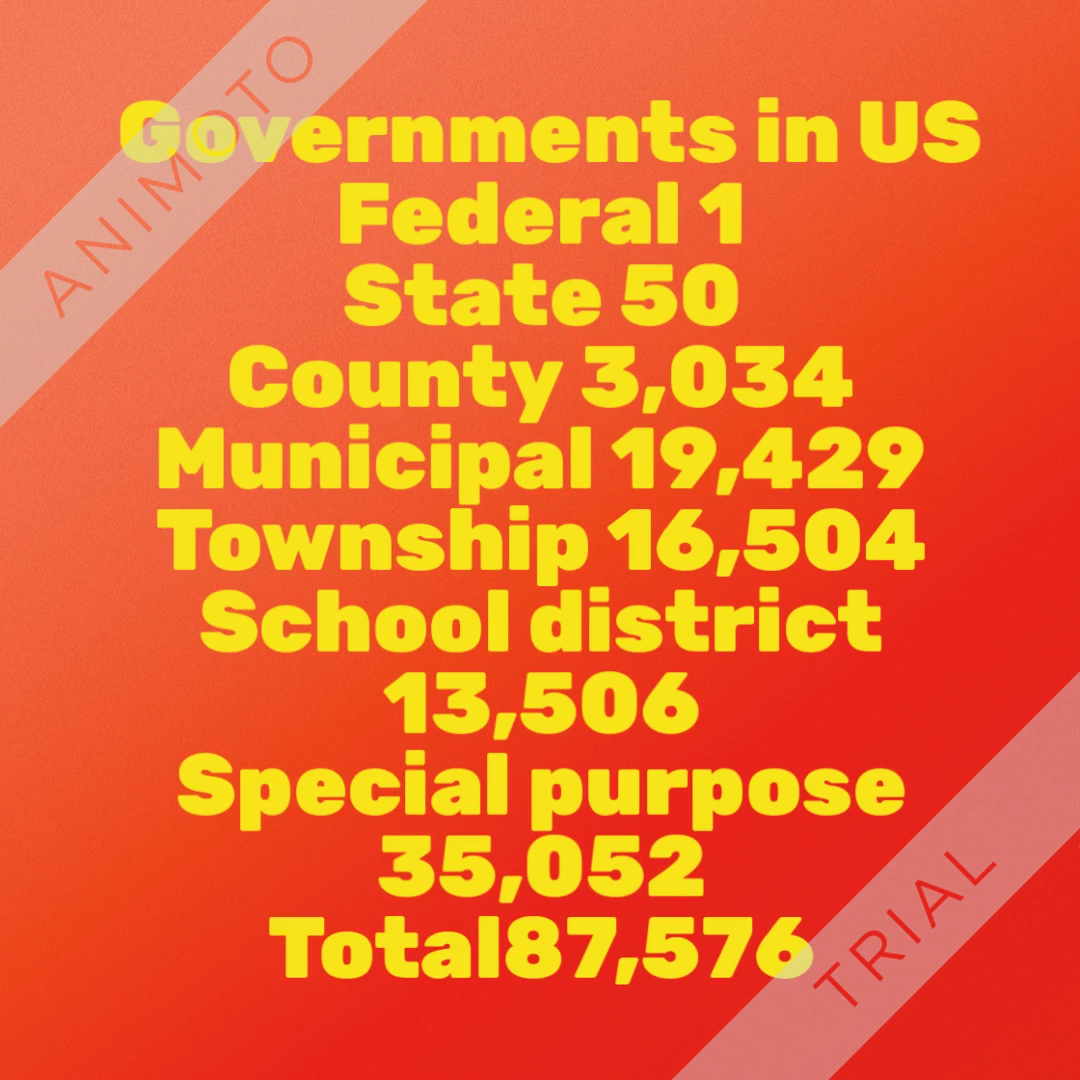 ANIMOTO
Governments in US
Federal 1
State 50
County 3,034
Municipal 19,429
Township 16,504
School district
13,506
Special purpose
35,052
Total87,576
TRIAL